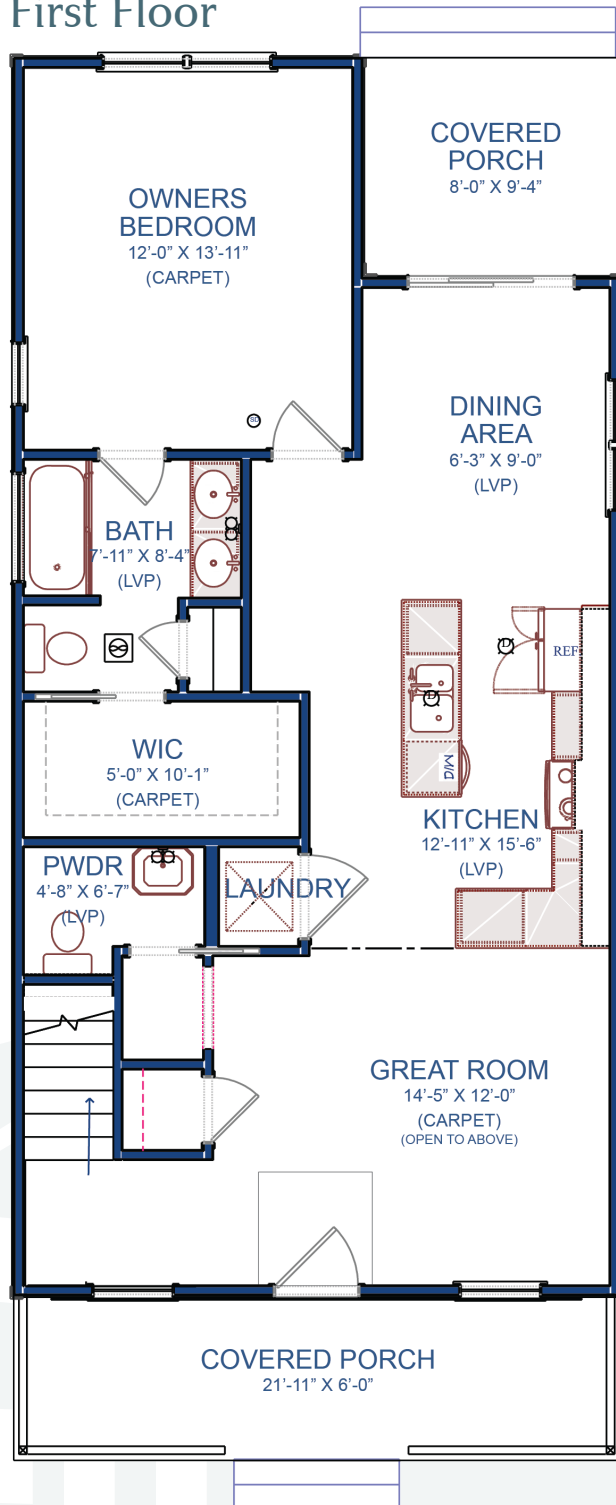 First Floor
COVERED
PORCH
8’-0” X 9’-4”
OWNERS
BEDROOM
12’-0” X 13’-11”
(CARPET)
SD
DINING
AREA
6’-3” X 9’-0”
(LVP)
BATH
7’-11” X 8’-4”
(LVP)
REF
D
D
M/D
WIC
5’-0” X 10’-1”
(CARPET)
KITCHEN
12’-11” X 15’-6”
(LVP)
PWDR
4’-8” X 6’-7”
(LVP)
LAUNDRY
GREAT ROOM
14’-5” X 12’-0”
(CARPET)
(OPEN TO ABOVE)
COVERED PORCH
21’-11” X 6’-0”